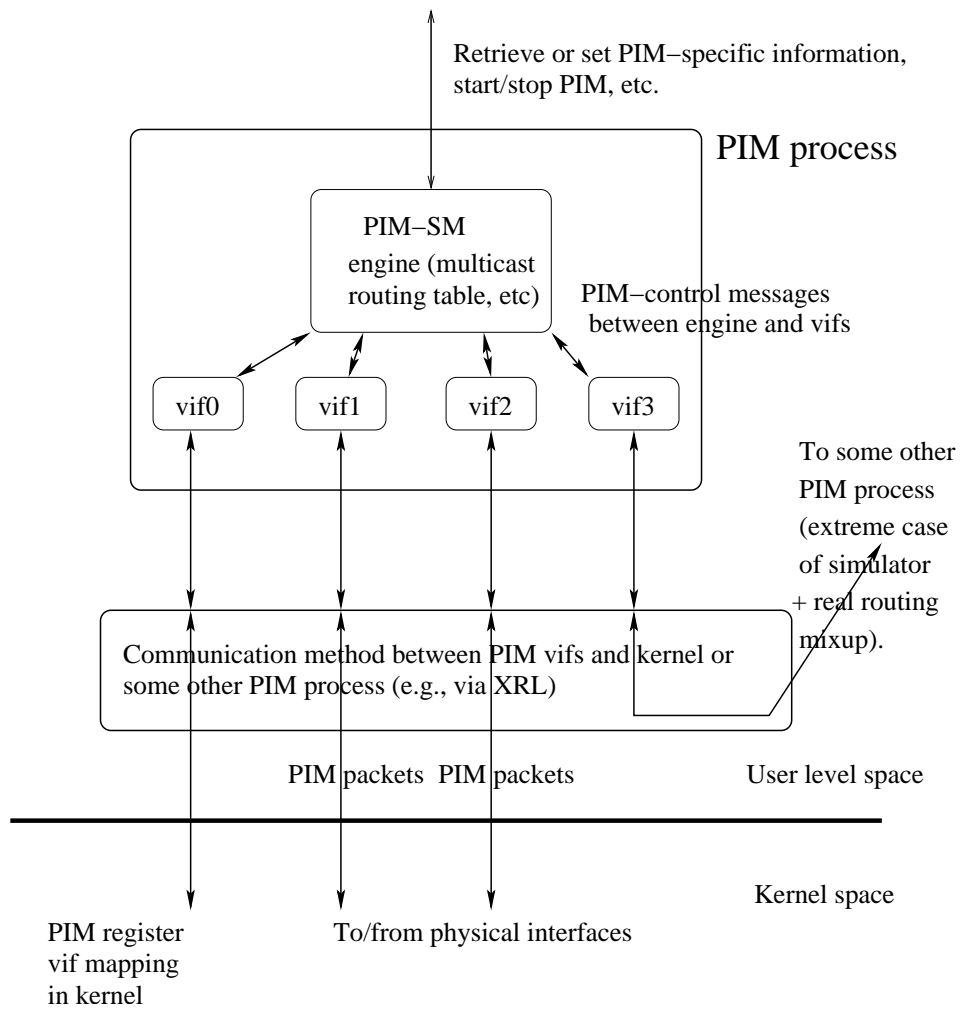 Retrieve or set PIM−specific information,
start/stop PIM, etc.
PIM process
PIM−SM
engine (multicast
routing table, etc)
PIM−control messages
between engine and vifs
vif0
vif1
vif2
vif3
To some other
PIM process
(extreme case
of simulator
+ real routing
mixup).
Communication method between PIM vifs and kernel or
some other PIM process (e.g., via XRL)
PIM packets
PIM packets
User level space
Kernel space
PIM register
vif mapping
in kernel
To/from physical interfaces